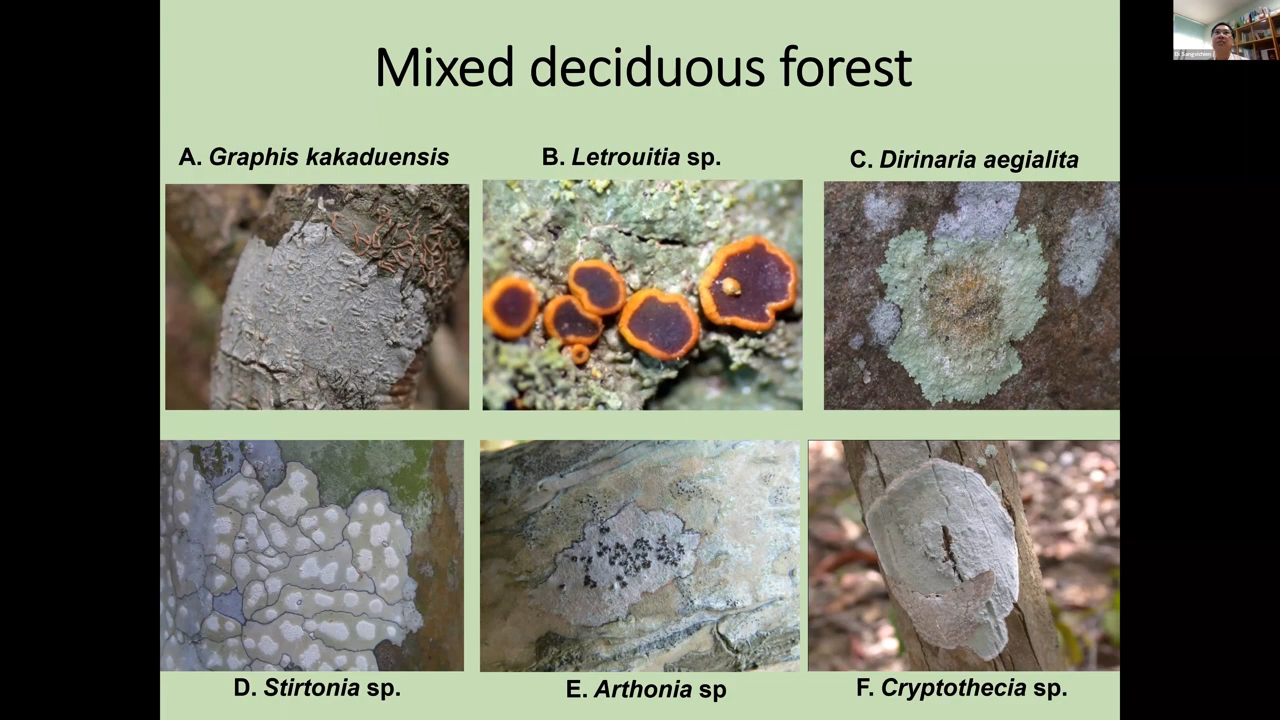 Mixed deciduous forest
A. Graphis kakaduensis
B. Letrouitia sp.
C. Dirinaria aegialita
D. Stirtonia sp.
E. Arthonia sp
F. Cryptothecia sp.